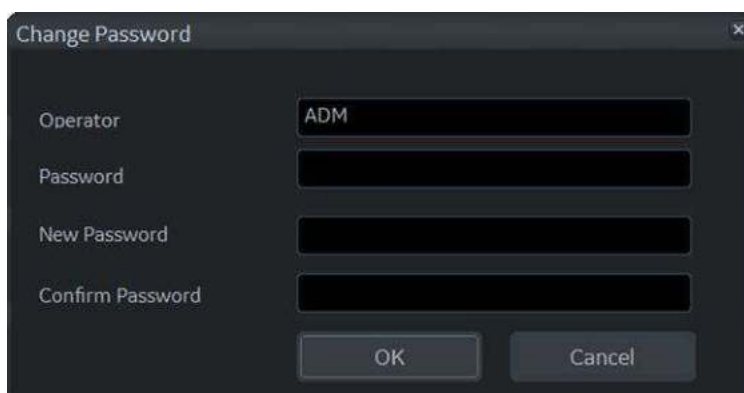 Change Password
Operator ADM
Password
New Password
Confirm Password
OK Cancel